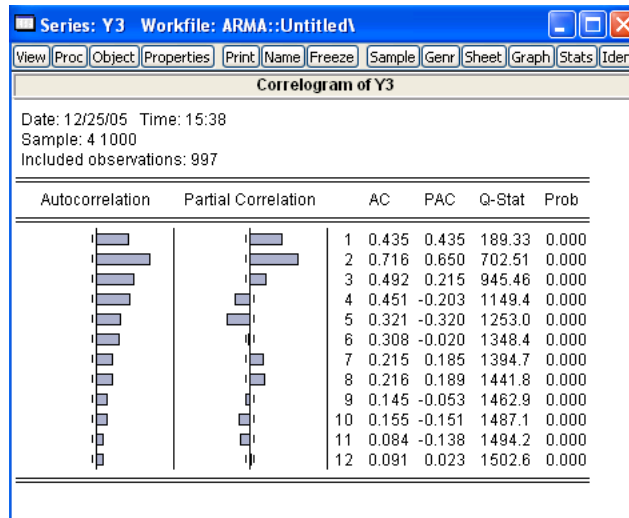 Series: Y3 Workfile: ARMA::Untitled\
View Proc Object Properties Print Name Freeze Sample Genr Sheet Graph Stats Iden
Correlogram of Y3
Date: 12/25/05 Time: 15:38
Sample: 4 1000
Included observations: 997
Autocorrelation Partial Correlation AC PAC Q-Stat Prob
1 0.435 0.435 189.33 0.000
2 0.716 0.650 702.51 0.000
3 0.492 0.215 945.46 0.000
4 0.451 -0.203 1149.4 0.000
5 0.321 -0.320 1253.0 0.000
6 0.308 -0.020 1348.4 0.000
7 0.215 0.185 1394.7 0.000
8 0.216 0.189 1441.8 0.000
9 0.145 -0.053 1462.9 0.000
10 0.155 -0.151 1487.1 0.000
11 0.084 -0.138 1494.2 0.000
12 0.091 0.023 1502.6 0.000